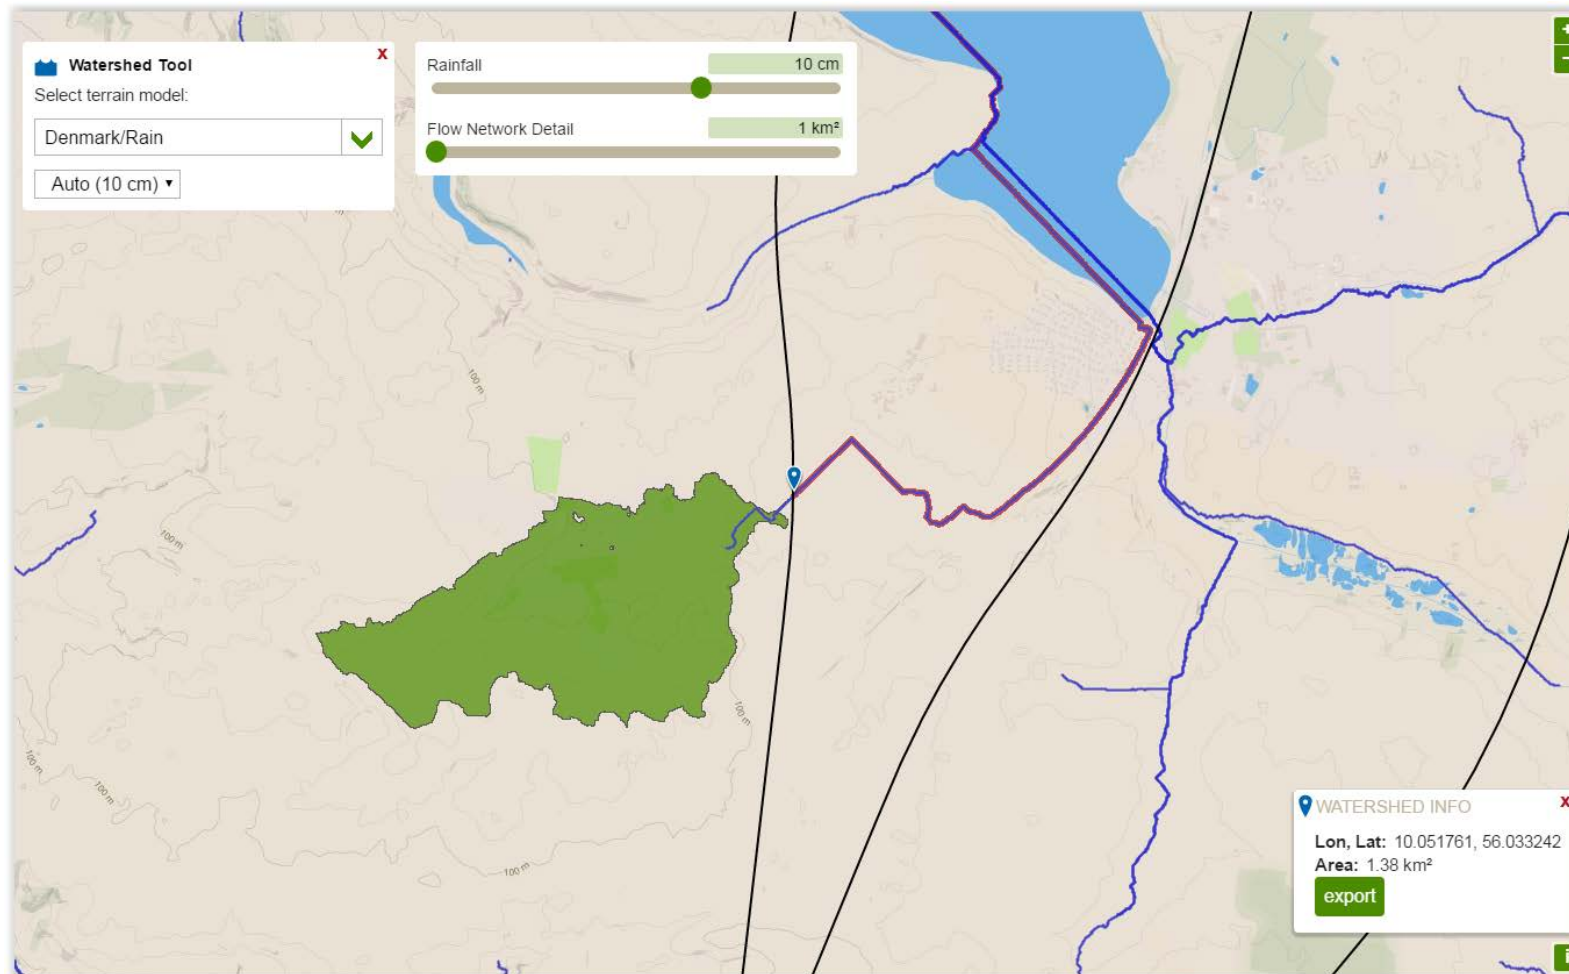 Watershed Tool
x
Select terrain model:
Denmark/Rain
Auto (10 cm)
Rainfall
10 cm
Flow Network Detail
1 km²
+
−
100 m
100 m
100 m
100 m
100 m
100 m
WATERSHED INFO
x
Lon, Lat: 10.051761, 56.033242
Area: 1.38 km²
export
i